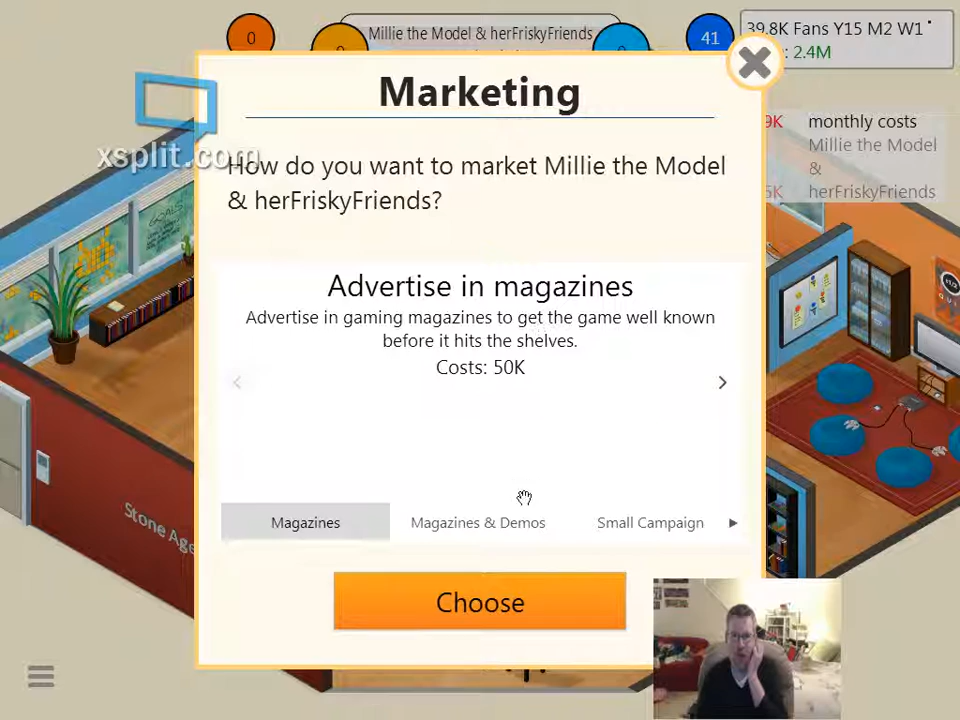 0
Millie the Model & herFriskyFriends
41
39.8K Fans Y15 M2 W1
: 2.4M
Marketing
9K monthly costs
Millie the Model
&
herFriskyFriends
xsplit.com
How do you want to market Millie the Model
& herFriskyFriends?
GOALS
Advertise in magazines
Advertise in gaming magazines to get the game well known
before it hits the shelves.
Costs: 50K
Stone Age
Magazines
Magazines & Demos
Small Campaign
Choose